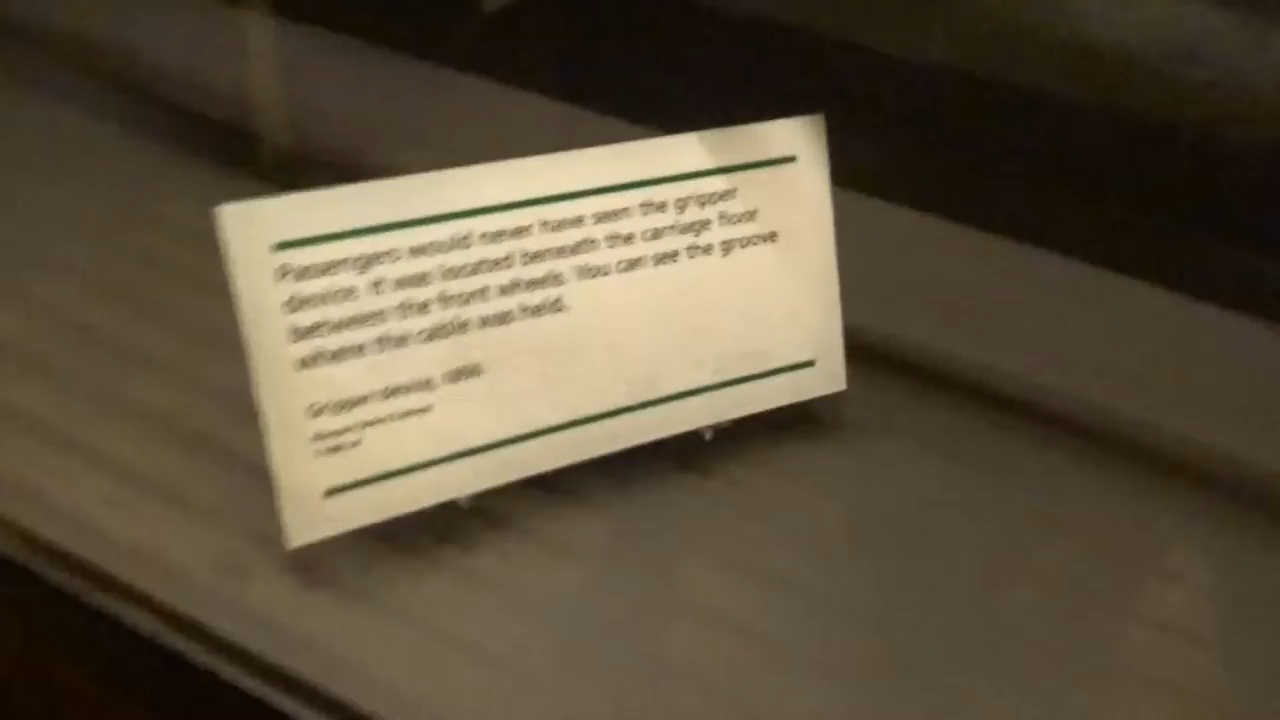 Passengers would never have seen the gripper
device. It was located beneath the carriage floor
between the front wheels. You can see the groove
where the cable was held.
Gripper device,